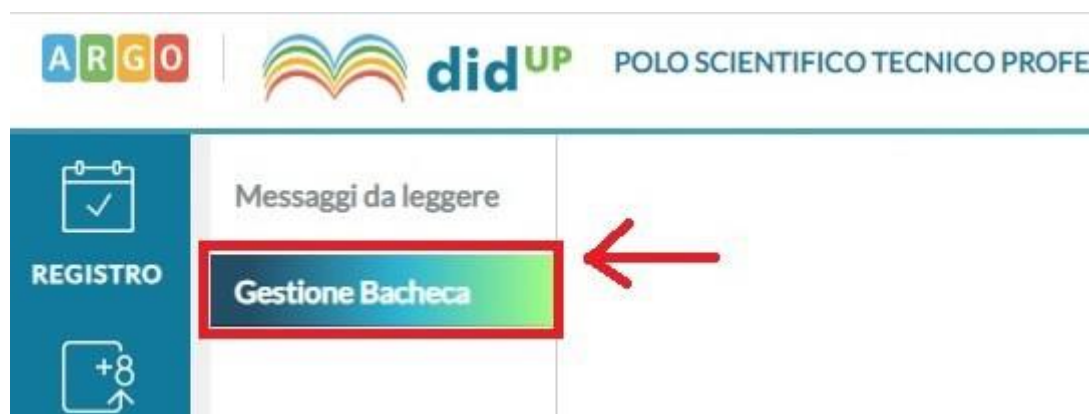 ARGO
didUP
POLO SCIENTIFICO TECNICO PROFE
Messaggi da leggere
REGISTRO
Gestione Bacheca
+8